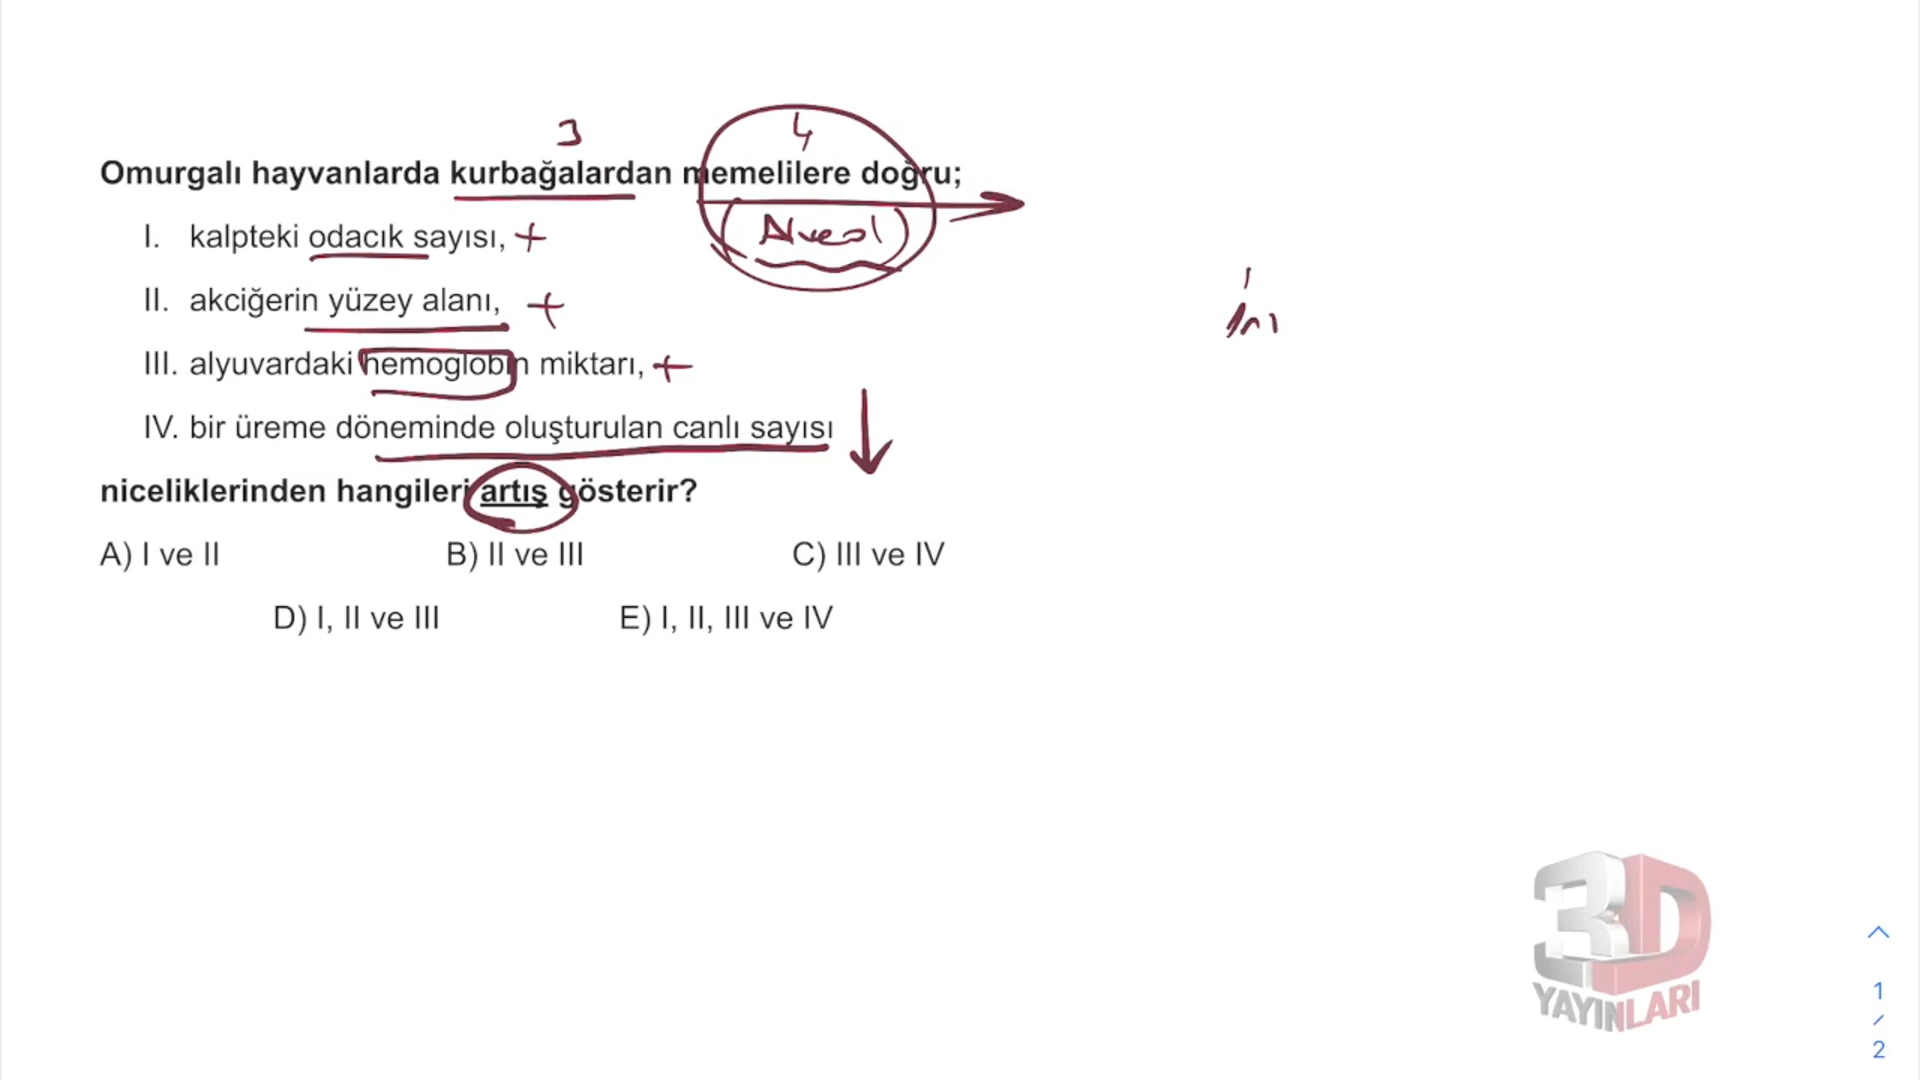 3 4
Omurgalı hayvanlarda kurbağalardan memelilere doğru;
Alveol
I. kalpteki odacık sayısı, +
II. akciğerin yüzey alanı, +
III. alyuvardaki hemoglobin miktarı, +
IV. bir üreme döneminde oluşturulan canlı sayısı
niceliklerinden hangileri artış gösterir?
A) I ve II B) II ve III C) III ve IV
D) I, II ve III E) I, II, III ve IV
3D
YAYINLARI
1
/
2